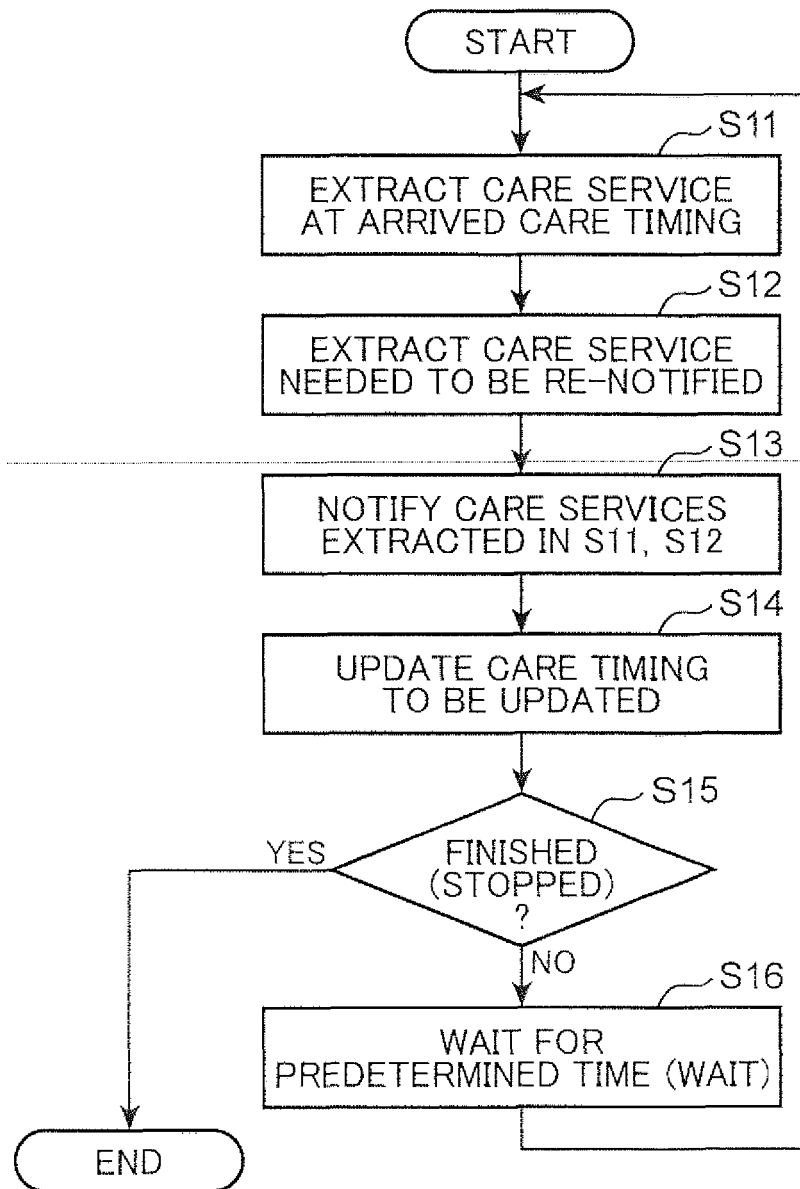 START
S11
EXTRACT CARE SERVICE
AT ARRIVED CARE TIMING
S12
EXTRACT CARE SERVICE
NEEDED TO BE RE-NOTIFIED
S13
NOTIFY CARE SERVICES
EXTRACTED IN S11, S12
S14
UPDATE CARE TIMING
TO BE UPDATED
S15
YES
FINISHED
(STOPPED)
?
NO
S16
WAIT FOR
PREDETERMINED TIME (WAIT)
END